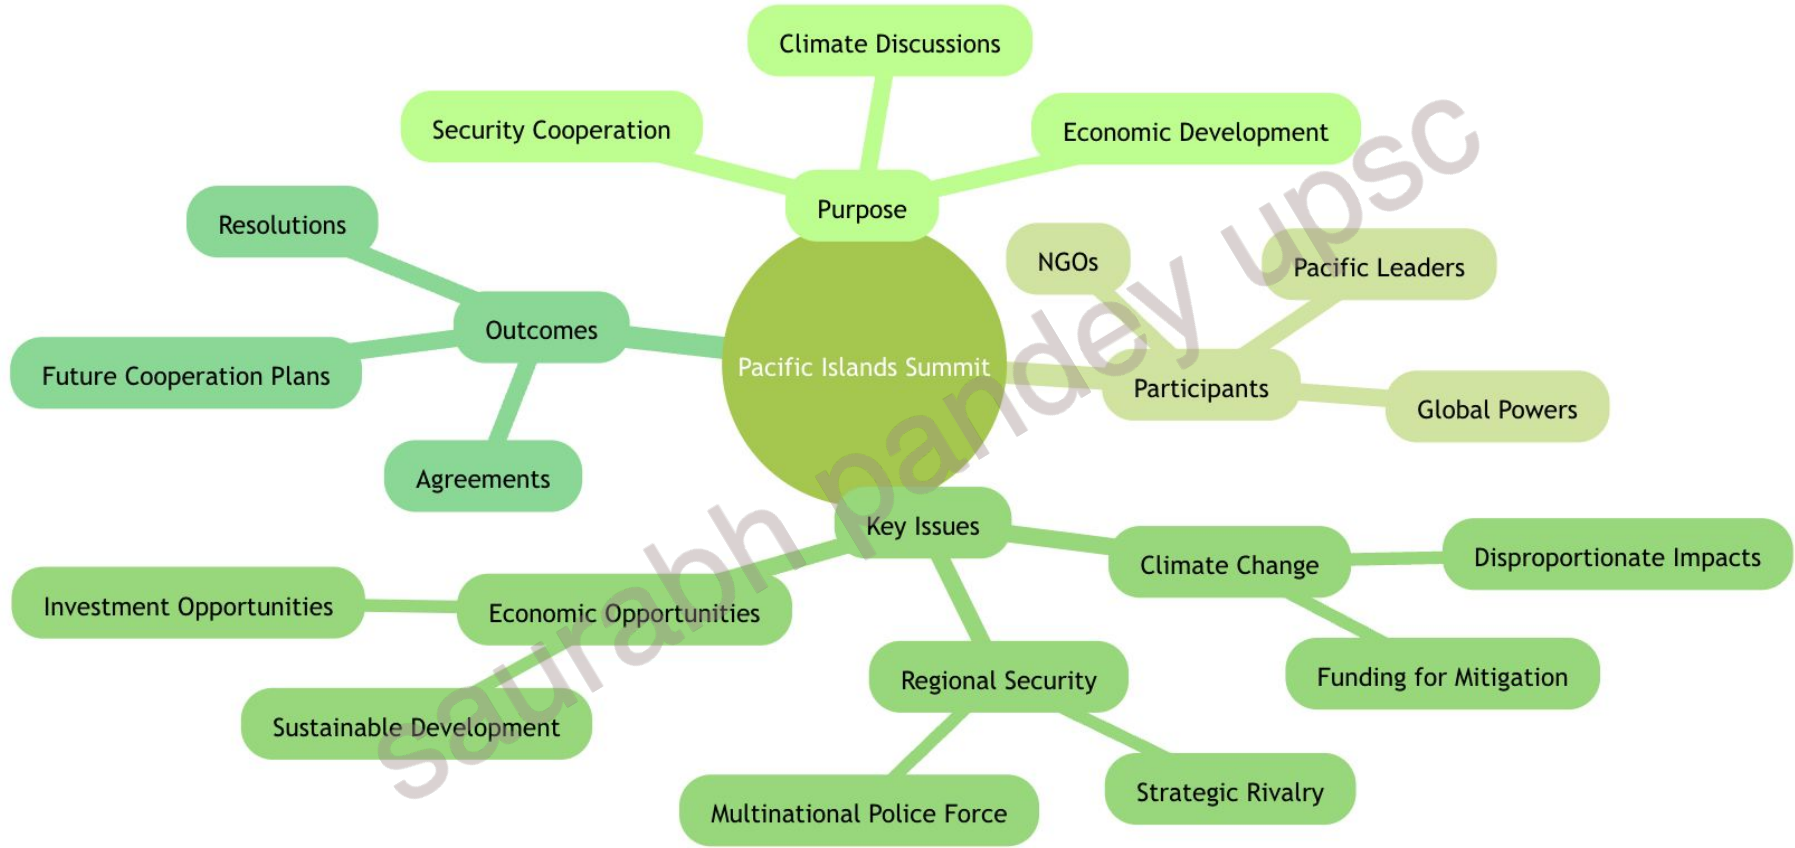 Climate Discussions
Security Cooperation
Economic Development
Purpose
Resolutions
NGOs
Pacific Leaders
Outcomes
Pacific Islands Summit
Participants
Future Cooperation Plans
Global Powers
Agreements
Key Issues
Climate Change
Disproportionate Impacts
Investment Opportunities
Economic Opportunities
Regional Security
Funding for Mitigation
Sustainable Development
Strategic Rivalry
Multinational Police Force
saurabh pandey upsc